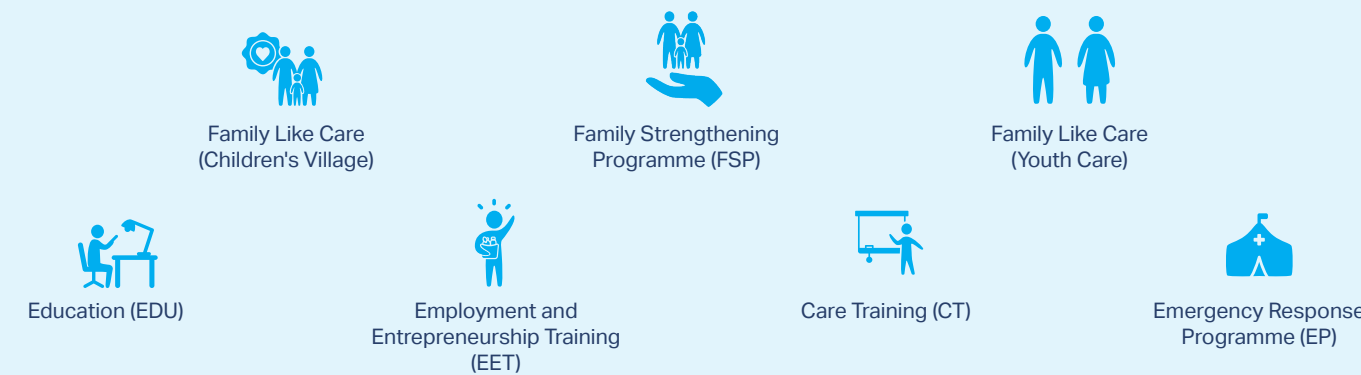 Family Like Care
(Children's Village)
Family Strengthening
Programme (FSP)
Family Like Care
(Youth Care)
Education (EDU)
Employment and
Entrepreneurship Training
(EET)
Care Training (CT)
Emergency Response
Programme (EP)